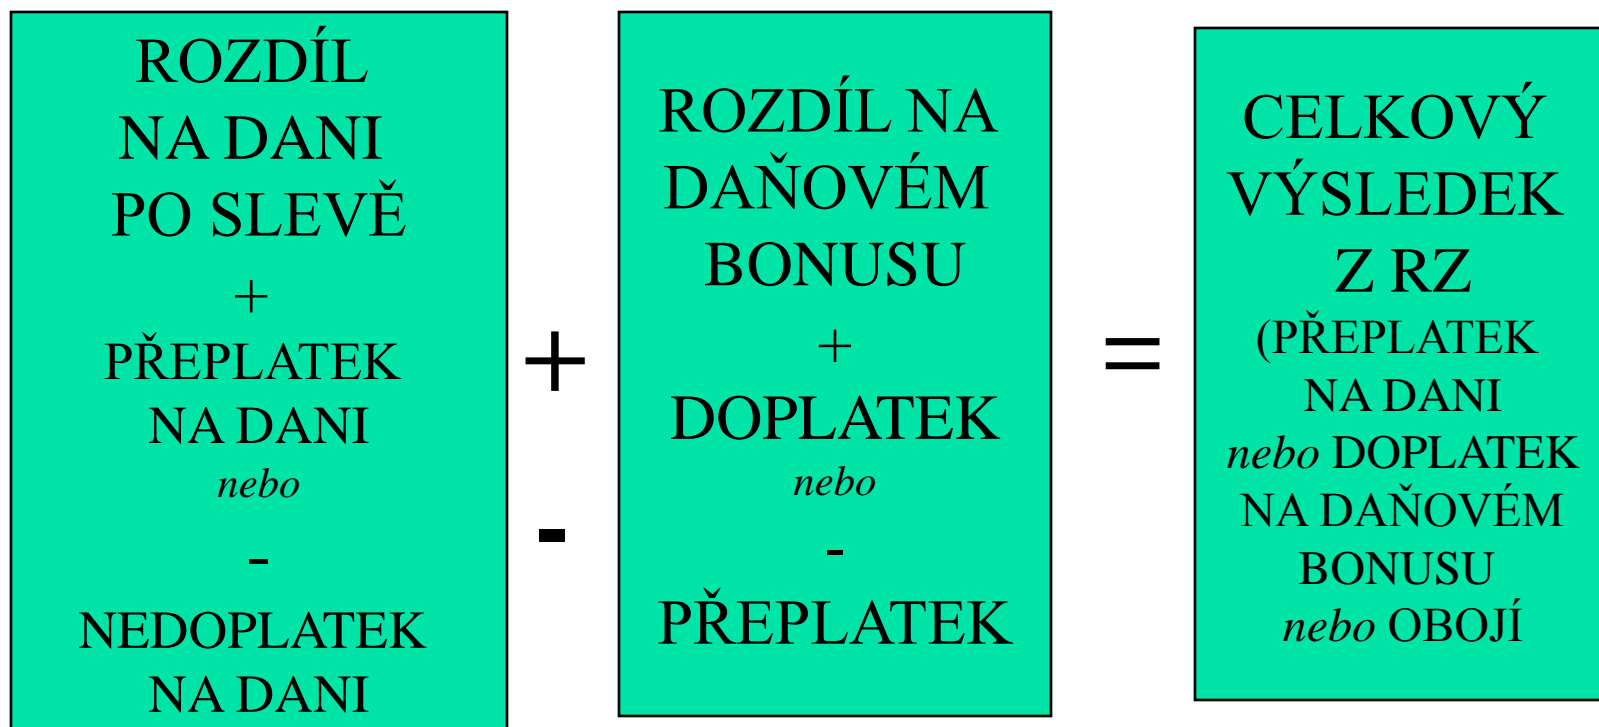 ROZDÍL
NA DANI
PO SLEVĚ
+
PŘEPLATEK
NA DANI
nebo
-
NEDOPLATEK
NA DANI
+
-
ROZDÍL NA
DAŇOVÉM
BONUSU
+
DOPLATEK
nebo
-
PŘEPLATEK
=
CELKOVÝ
VÝSLEDEK
Z RZ
(PŘEPLATEK
NA DANI
nebo DOPLATEK
NA DAŇOVÉM
BONUSU
nebo OBOJÍ